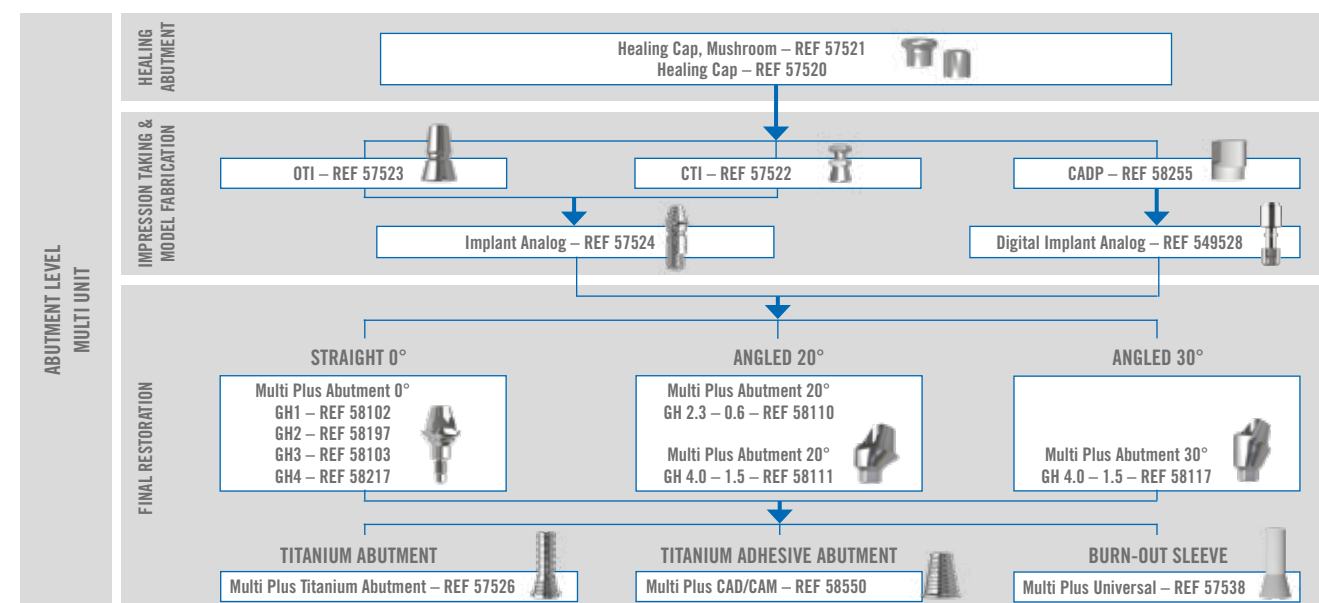 ABUTMENT LEVEL
MULTI UNIT
HEALING
ABUTMENT
Healing Cap, Mushroom – REF 57521
Healing Cap – REF 57520
IMPRESSION TAKING &
MODEL FABRICATION
OTI – REF 57523
CTI – REF 57522
CADP – REF 58255
Implant Analog – REF 57524
Digital Implant Analog – REF 549528
FINAL RESTORATION
STRAIGHT 0°
Multi Plus Abutment 0°
GH1 – REF 58102
GH2 – REF 58197
GH3 – REF 58103
GH4 – REF 58217
ANGLED 20°
Multi Plus Abutment 20°
GH 2.3 – 0.6 – REF 58110
Multi Plus Abutment 20°
GH 4.0 – 1.5 – REF 58111
ANGLED 30°
Multi Plus Abutment 30°
GH 4.0 – 1.5 – REF 58117
TITANIUM ABUTMENT
Multi Plus Titanium Abutment – REF 57526
TITANIUM ADHESIVE ABUTMENT
Multi Plus CAD/CAM – REF 58550
BURN-OUT SLEEVE
Multi Plus Universal – REF 57538